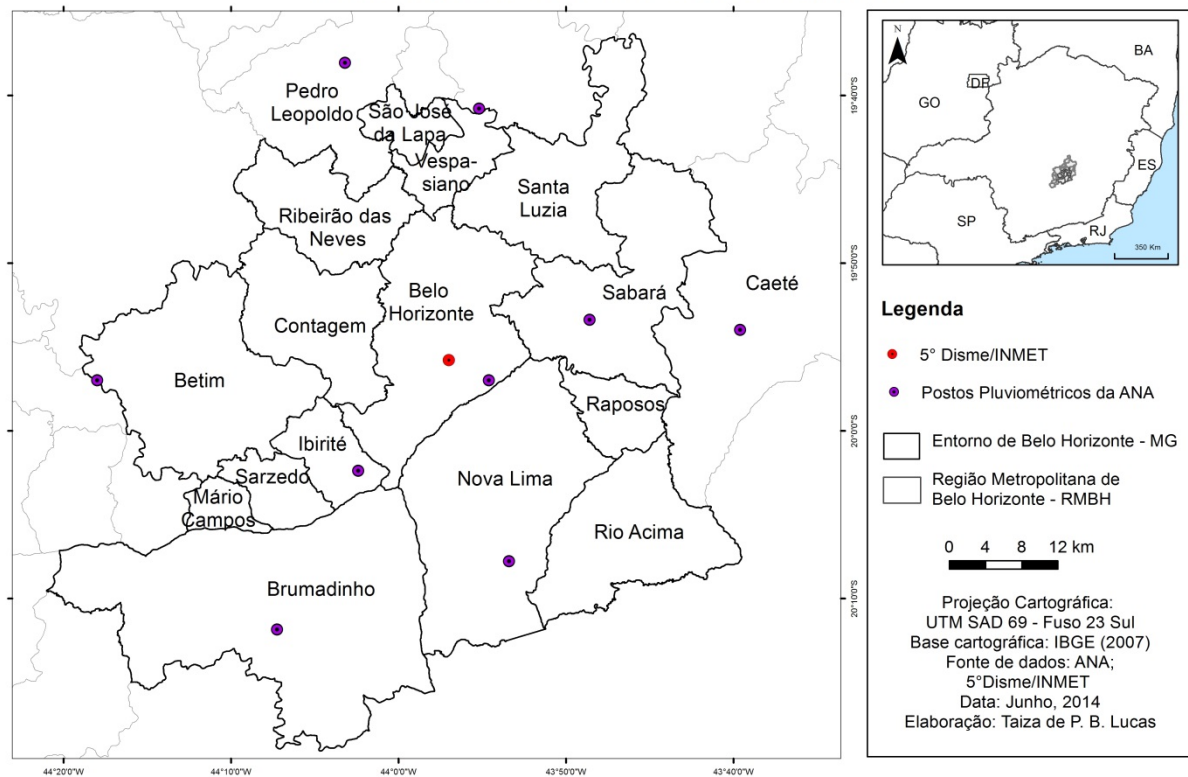 Pedro
Leopoldo
São José
da Lapa
Vespa-
siano
Santa
Luzia
Ribeirão das
Neves
Belo
Horizonte
Sabará
Caeté
Contagem
Betim
Raposos
Ibirité
Sarzedo
Nova Lima
Mário
Campos
Rio Acima
Brumadinho
19°40'0"S
19°50'0"S
20°0'0"S
20°10'0"S
44°20'0"W
44°10'0"W
44°0'0"W
43°50'0"W
43°40'0"W
N
BA
DF
GO
ES
SP
RJ
350 Km
Legenda
5° Disme/INMET
Postos Pluviométricos da ANA
Entorno de Belo Horizonte - MG
Região Metropolitana de
Belo Horizonte - RMBH
0 4 8 12 km
Projeção Cartográfica:
UTM SAD 69 - Fuso 23 Sul
Base cartográfica: IBGE (2007)
Fonte de dados: ANA;
5°Disme/INMET
Data: Junho, 2014
Elaboração: Taiza de P. B. Lucas